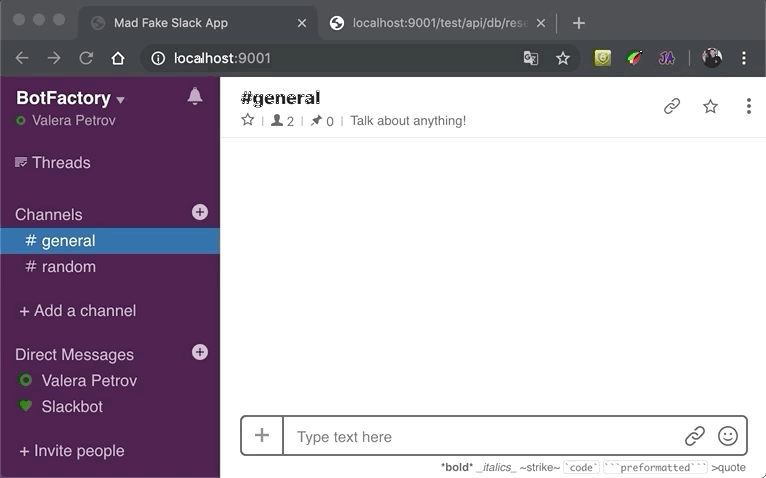 Mad Fake Slack App
localhost:9001/test/api/db/rese
localhost:9001
BotFactory
Valera Petrov
Threads
Channels
# general
# random
+ Add a channel
Direct Messages
Valera Petrov
Slackbot
+ Invite people
#general
2 | 0 | Talk about anything!
Type text here
*bold* _italics_ ~strike~ `code` ```preformatted``` >quote